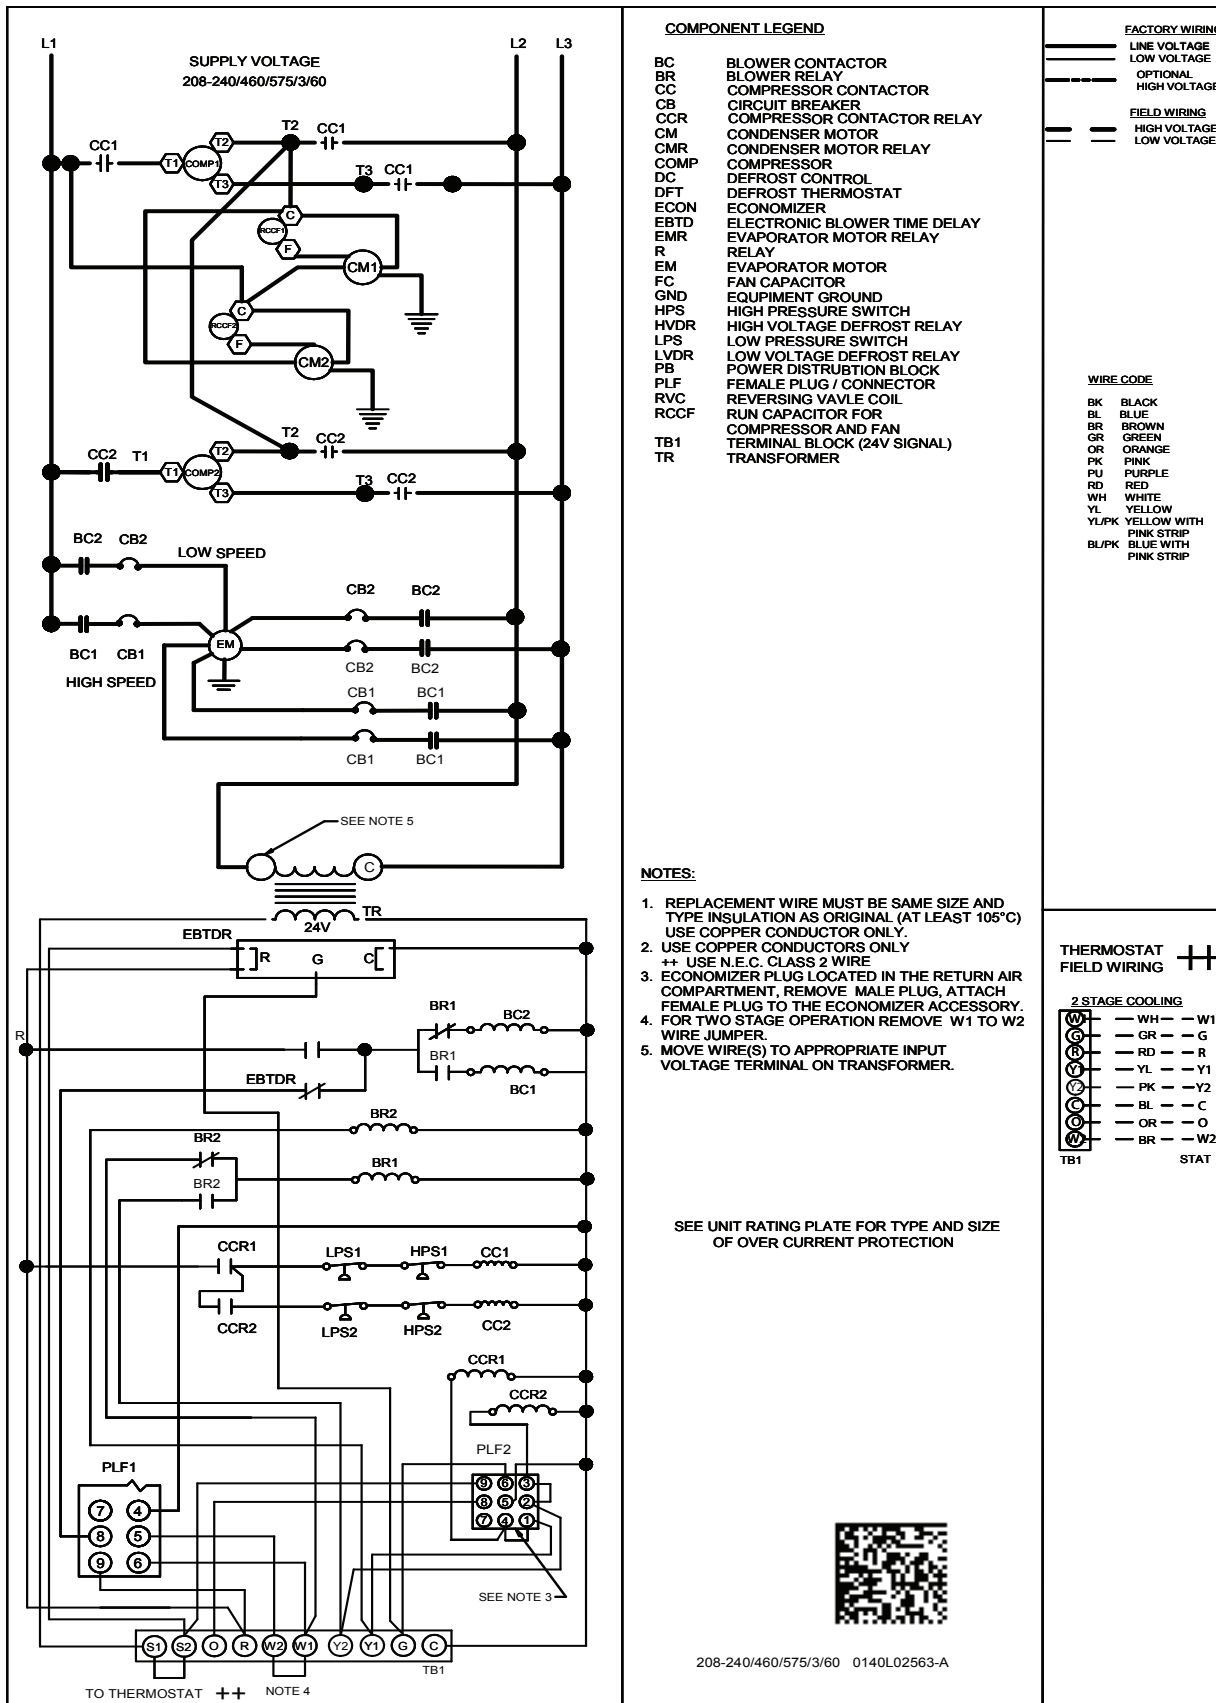 L1
L2
L3
SUPPLY VOLTAGE
208-240/460/575/3/60
CC1
T2
CC1
T2
T1
COMP1
T3
T3
CC1
C
RCCF1
F
CM1
C
RCCF2
F
CM2
T2
CC2
CC2
T1
T2
T1
COMP2
T3
T3
CC2
BC2
CB2
LOW SPEED
CB2
BC2
EM
BC1
CB1
CB2
BC2
HIGH SPEED
CB1
BC1
CB1
BC1
SEE NOTE 5
C
TR
24V
EBTDR
R
G
C
BR1
BC2
R
BR1
EBTDR
BC1
BR2
BR2
BR1
BR2
CCR1
LPS1
HPS1
CC1
CCR2
LPS2
HPS2
CC2
CCR1
CCR2
PLF2
PLF1
9 6 3
8 5 2
7 4 1
7 4
8 5
9 6
SEE NOTE 3
S1 S2 O R W2 W1 Y2 Y1 G C
TB1
TO THERMOSTAT ++ NOTE 4
COMPONENT LEGEND
BC BLOWER CONTACTOR
BR BLOWER RELAY
CC COMPRESSOR CONTACTOR
CB CIRCUIT BREAKER
CCR COMPRESSOR CONTACTOR RELAY
CM CONDENSER MOTOR
CMR CONDENSER MOTOR RELAY
COMP COMPRESSOR
DC DEFROST CONTROL
DFT DEFROST THERMOSTAT
ECON ECONOMIZER
EBTD ELECTRONIC BLOWER TIME DELAY
EMR EVAPORATOR MOTOR RELAY
R RELAY
EM EVAPORATOR MOTOR
FC FAN CAPACITOR
GND EQUPIMENT GROUND
HPS HIGH PRESSURE SWITCH
HVDR HIGH VOLTAGE DEFROST RELAY
LPS LOW PRESSURE SWITCH
LVDR LOW VOLTAGE DEFROST RELAY
PB POWER DISTRUBTION BLOCK
PLF FEMALE PLUG / CONNECTOR
RVC REVERSING VAVLE COIL
RCCF RUN CAPACITOR FOR
COMPRESSOR AND FAN
TB1 TERMINAL BLOCK (24V SIGNAL)
TR TRANSFORMER
NOTES:
1. REPLACEMENT WIRE MUST BE SAME SIZE AND
TYPE INSULATION AS ORIGINAL (AT LEAST 105°C)
USE COPPER CONDUCTOR ONLY.
2. USE COPPER CONDUCTORS ONLY
++ USE N.E.C. CLASS 2 WIRE
3. ECONOMIZER PLUG LOCATED IN THE RETURN AIR
COMPARTMENT, REMOVE MALE PLUG, ATTACH
FEMALE PLUG TO THE ECONOMIZER ACCESSORY.
4. FOR TWO STAGE OPERATION REMOVE W1 TO W2
WIRE JUMPER.
5. MOVE WIRE(S) TO APPROPRIATE INPUT
VOLTAGE TERMINAL ON TRANSFORMER.
SEE UNIT RATING PLATE FOR TYPE AND SIZE
OF OVER CURRENT PROTECTION
208-240/460/575/3/60 0140L02563-A
FACTORY WIRING
LINE VOLTAGE
LOW VOLTAGE
OPTIONAL
HIGH VOLTAGE
FIELD WIRING
HIGH VOLTAGE
LOW VOLTAGE
WIRE CODE
BK BLACK
BL BLUE
BR BROWN
GR GREEN
OR ORANGE
PK PINK
PU PURPLE
RD RED
WH WHITE
YL YELLOW
YL/PK YELLOW WITH
PINK STRIP
BL/PK BLUE WITH
PINK STRIP
THERMOSTAT
FIELD WIRING
2 STAGE COOLING
W1 WH W1
G GR G
R RD R
Y1 YL Y1
Y2 PK Y2
C BL C
O OR O
W2 BR W2
TB1 STAT